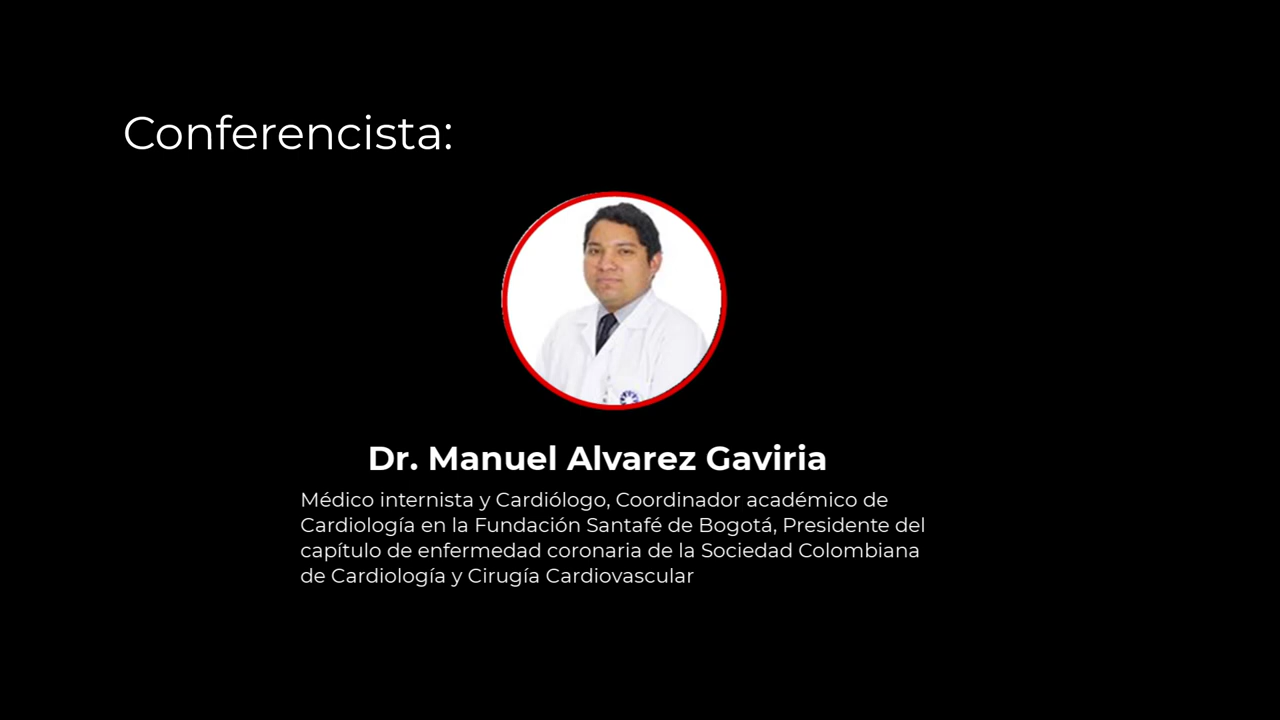 Conferencista:
Dr. Manuel Alvarez Gaviria
Médico internista y Cardiólogo, Coordinador académico de
Cardiología en la Fundación Santafé de Bogotá, Presidente del
capítulo de enfermedad coronaria de la Sociedad Colombiana
de Cardiología y Cirugía Cardiovascular